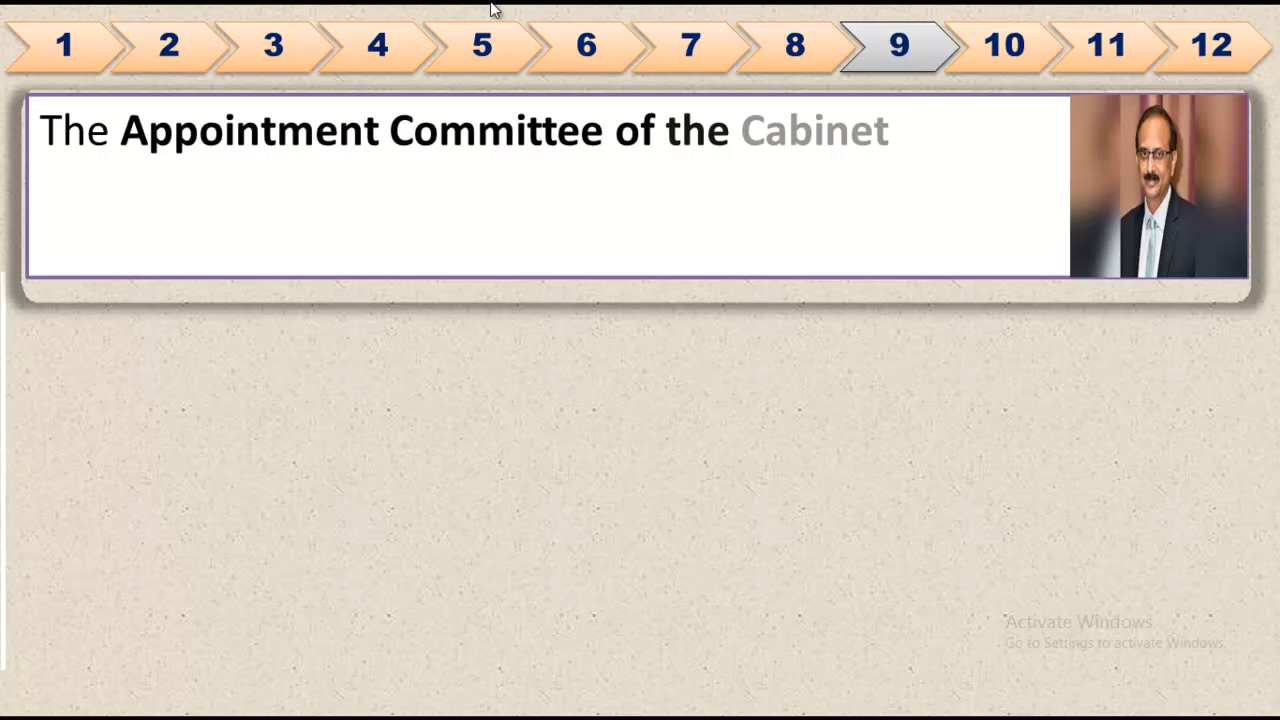 1 2 3 4 5 6 7 8 9 10 11 12
The Appointment Committee of the Cabinet
Activate Windows
Go to Settings to activate Windows.